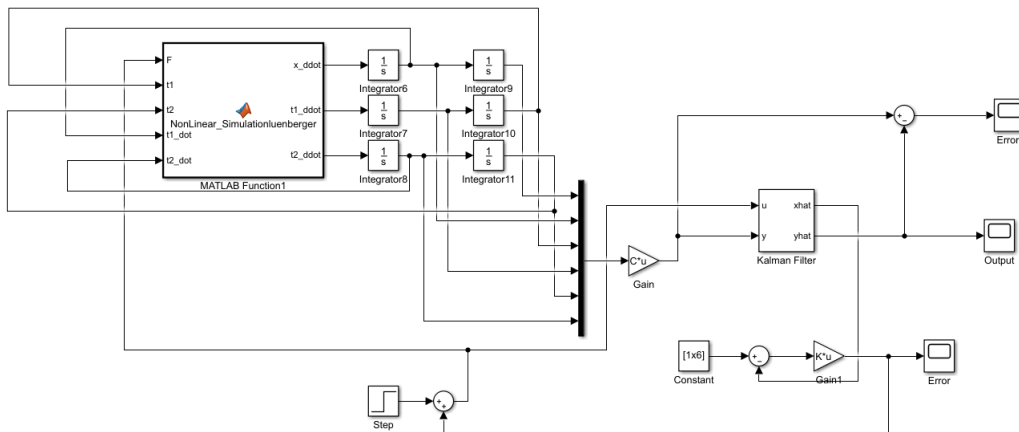 F
t1
t2
t1_dot
t2_dot
NonLinear_Simulationluenberger
x_ddot
t1_ddot
t2_ddot
MATLAB Function1
1
s
Integrator6
1
s
Integrator9
1
s
Integrator7
1
s
Integrator10
1
s
Integrator8
1
s
Integrator11
C*u
Gain
u
y
xhat
yhat
Kalman Filter
+
−
Error
Output
[1x6]
Constant
+
−
K*u
Gain1
Error
Step
+
+